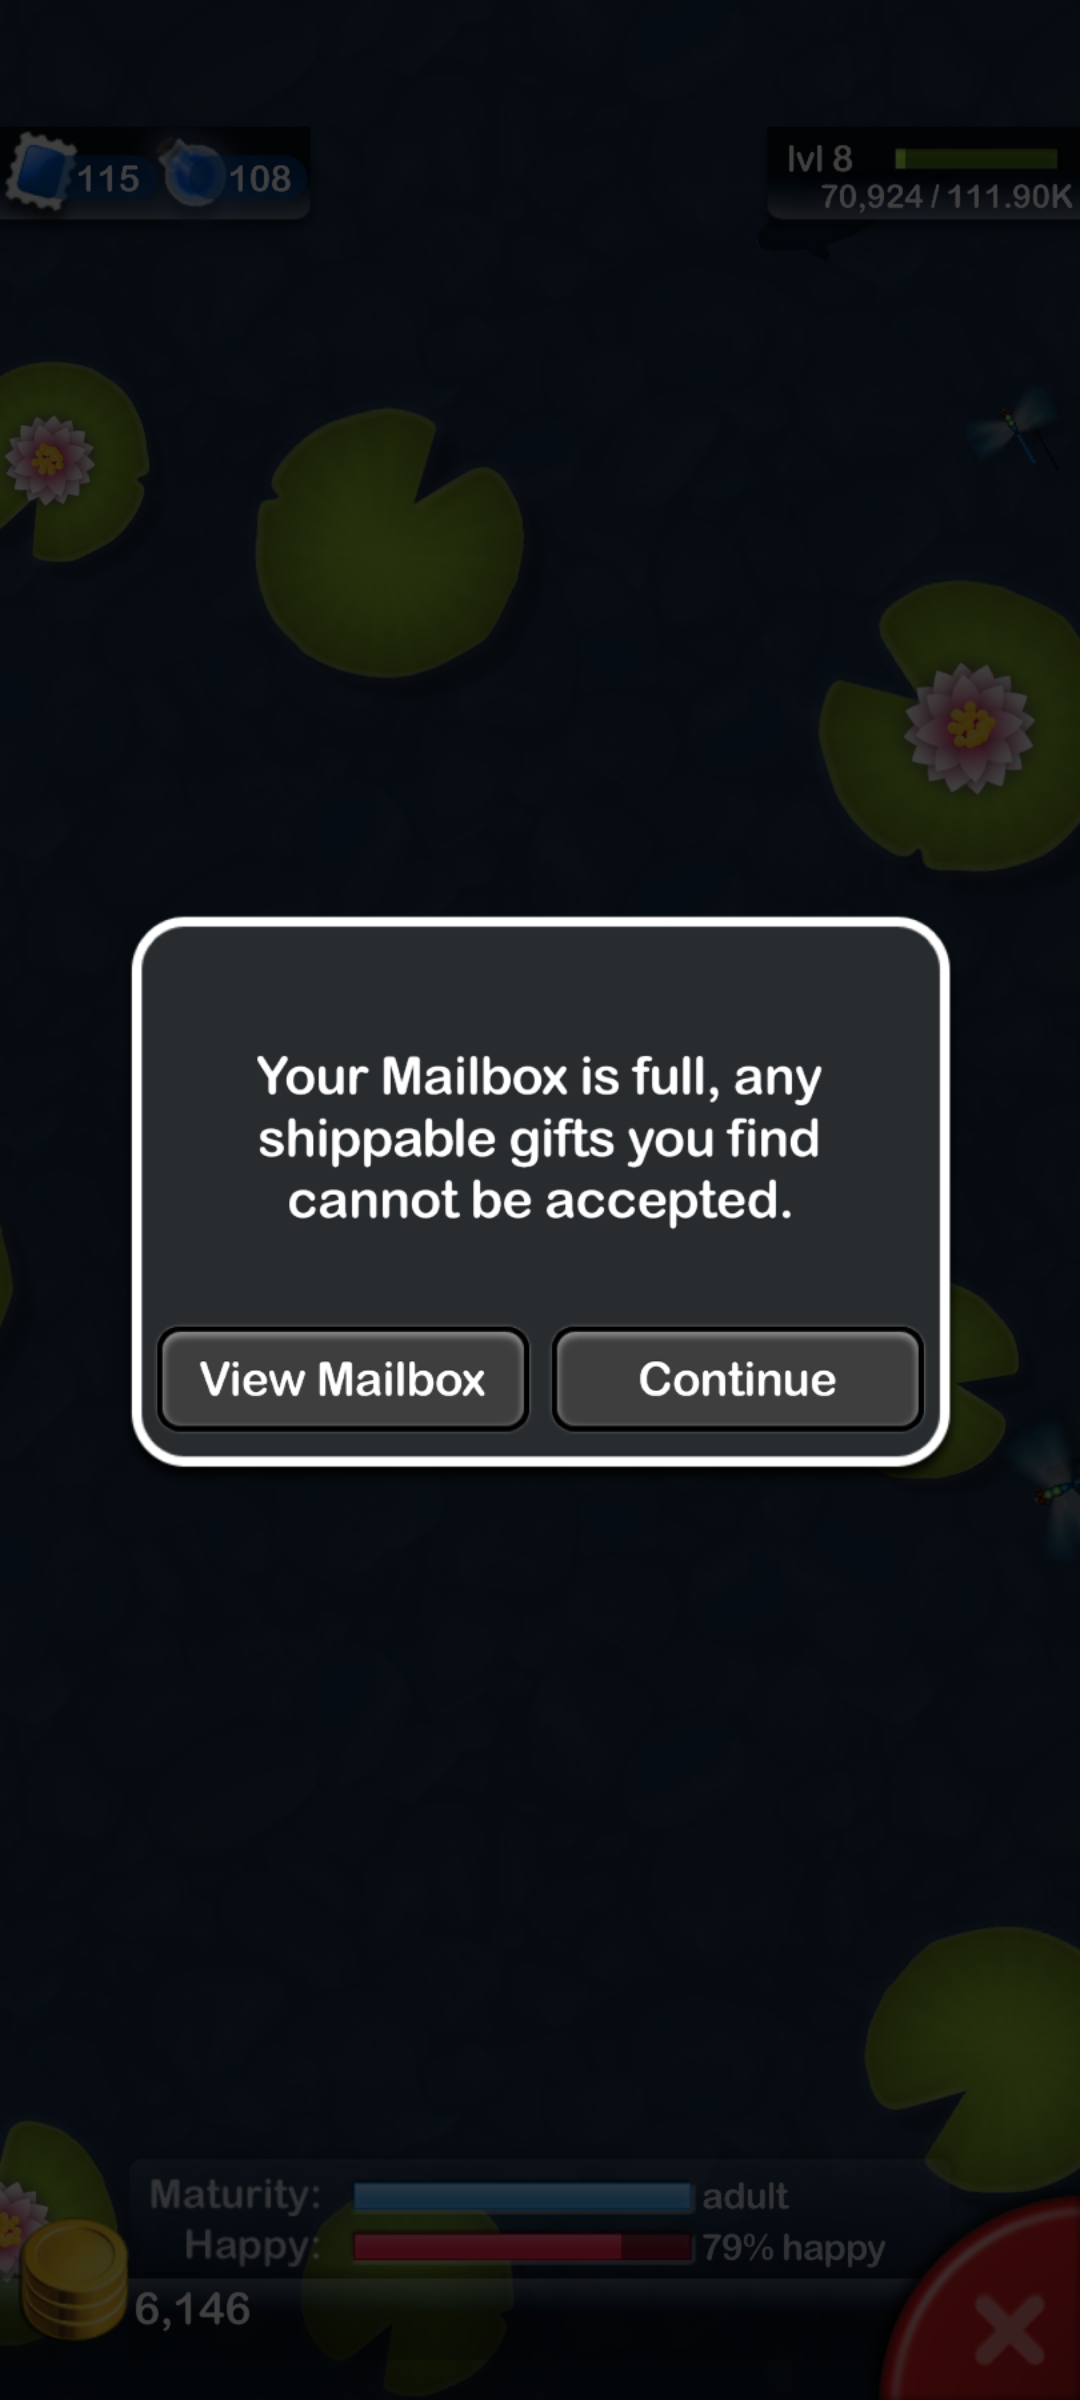 115 108
lvl 8
70,924 / 111.90K
Your Mailbox is full, any
shippable gifts you find
cannot be accepted.
View Mailbox Continue
Maturity: adult
Happy: 79% happy
6,146